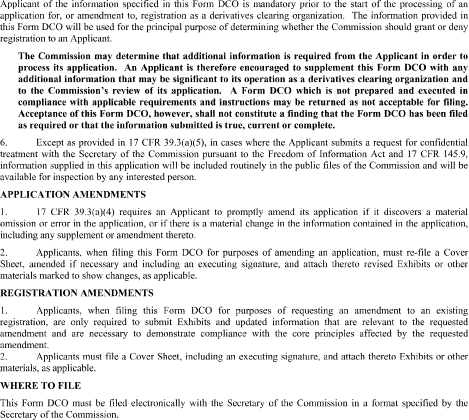 Applicant of the information specified in this Form DCO is mandatory prior to the start of the processing of an
application for, or amendment to, registration as a derivatives clearing organization. The information provided in
this Form DCO will be used for the principal purpose of determining whether the Commission should grant or deny
registration to an Applicant.
The Commission may determine that additional information is required from the Applicant in order to
process its application. An Applicant is therefore encouraged to supplement this Form DCO with any
additional information that may be significant to its operation as a derivatives clearing organization and
to the Commission's review of its application. A Form DCO which is not prepared and executed in
compliance with applicable requirements and instructions may be returned as not acceptable for filing.
Acceptance of this Form DCO, however, shall not constitute a finding that the Form DCO has been filed
as required or that the information submitted is true, current or complete.
6. Except as provided in 17 CFR 39.3(a)(5), in cases where the Applicant submits a request for confidential
treatment with the Secretary of the Commission pursuant to the Freedom of Information Act and 17 CFR 145.9,
information supplied in this application will be included routinely in the public files of the Commission and will be
available for inspection by any interested person.
APPLICATION AMENDMENTS
1. 17 CFR 39.3(a)(4) requires an Applicant to promptly amend its application if it discovers a material
omission or error in the application, or if there is a material change in the information contained in the application,
including any supplement or amendment thereto.
2. Applicants, when filing this Form DCO for purposes of amending an application, must re-file a Cover
Sheet, amended if necessary and including an executing signature, and attach thereto revised Exhibits or other
materials marked to show changes, as applicable.
REGISTRATION AMENDMENTS
1. Applicants, when filing this Form DCO for purposes of requesting an amendment to an existing
registration, are only required to submit Exhibits and updated information that are relevant to the requested
amendment and are necessary to demonstrate compliance with the core principles affected by the requested
amendment.
2. Applicants must file a Cover Sheet, including an executing signature, and attach thereto Exhibits or other
materials, as applicable.
WHERE TO FILE
This Form DCO must be filed electronically with the Secretary of the Commission in a format specified by the
Secretary of the Commission.